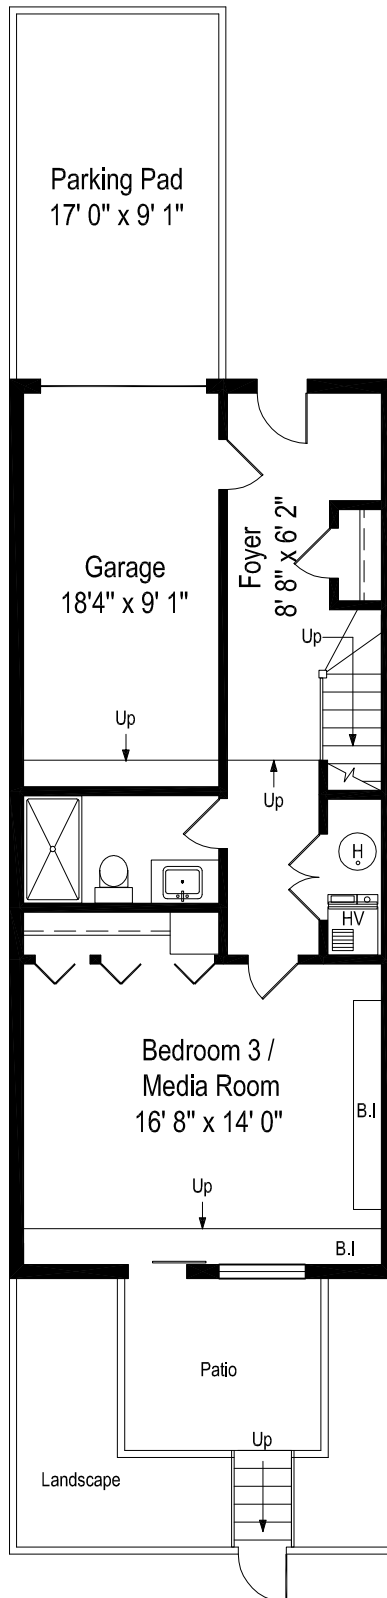 Parking Pad
17' 0" x 9' 1"
Garage
18'4" x 9' 1"
Foyer
8' 8" x 6' 2"
Up
Up
Up
H
HV
Bedroom 3 /
Media Room
16' 8" x 14' 0"
B.I
Up
B.I
Patio
Up
Landscape